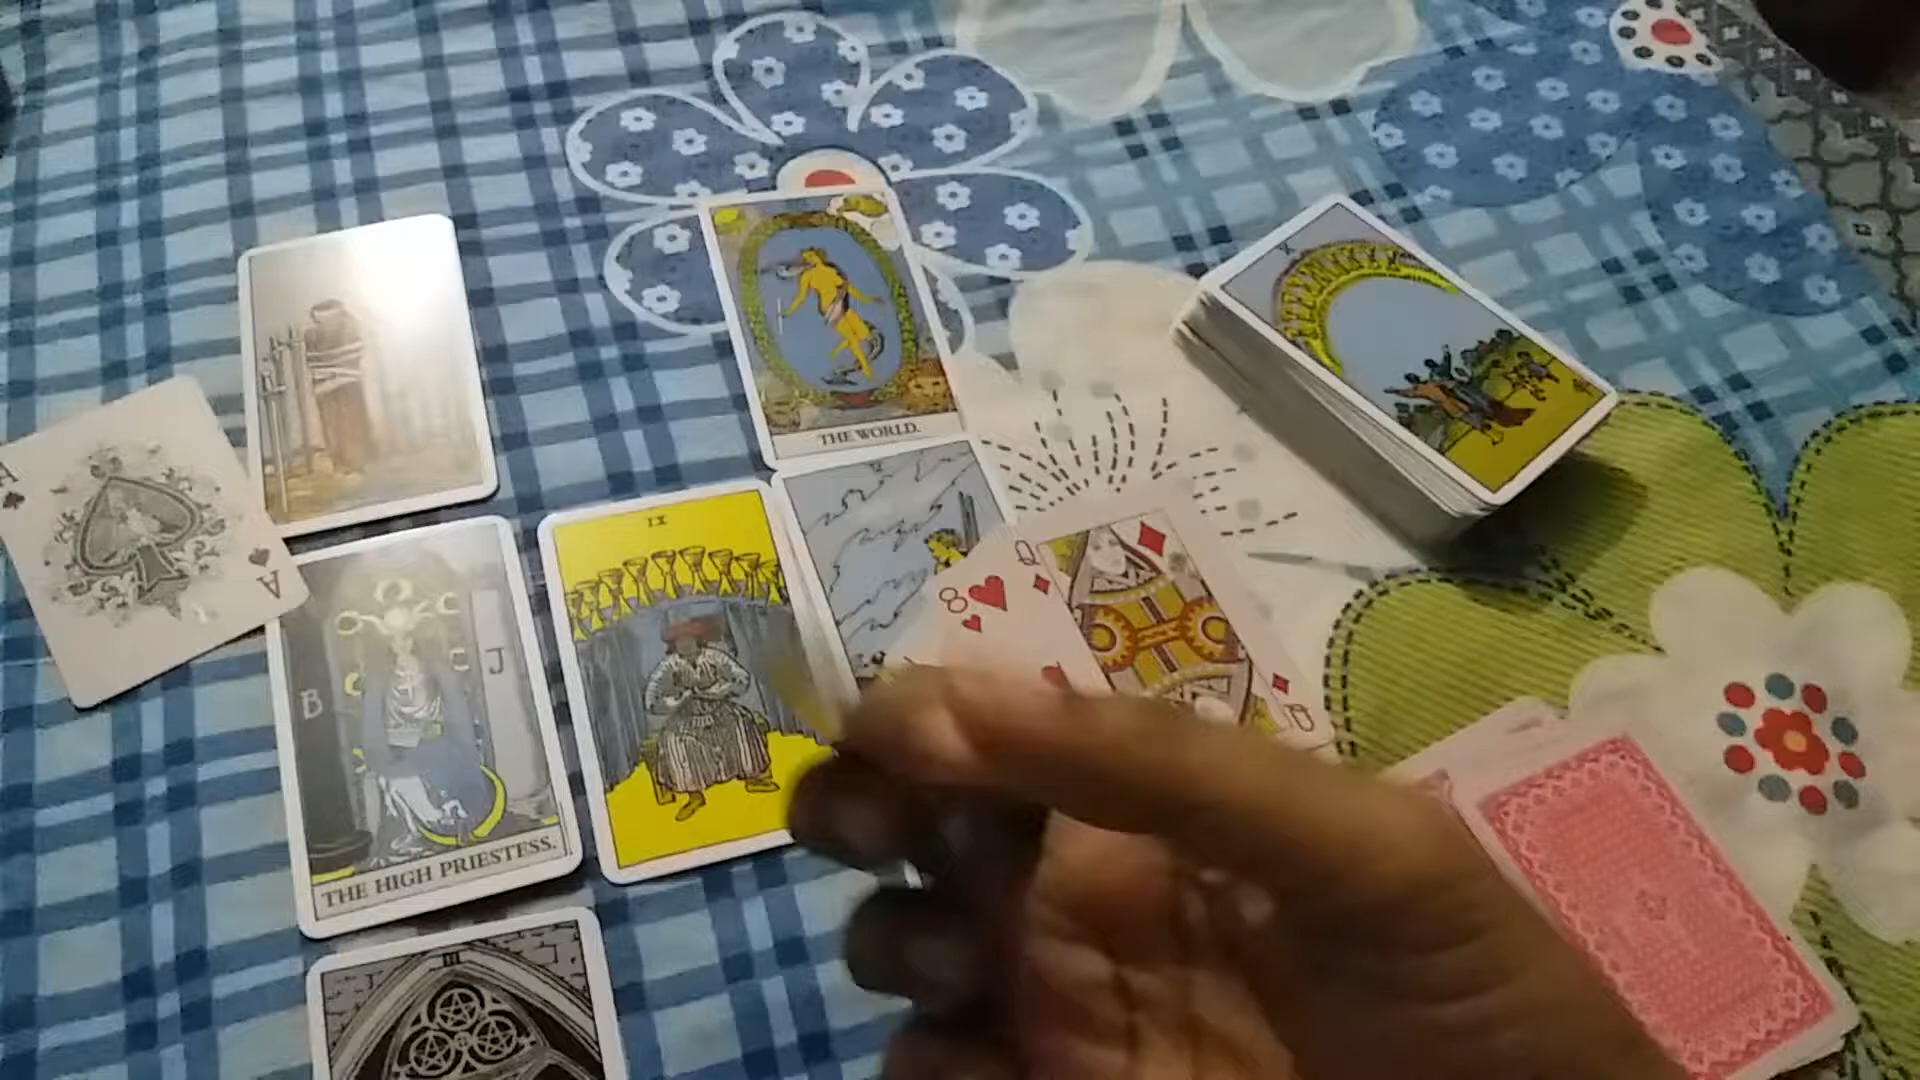 X
THE WORLD.
A
A
V
IX
8
Q
Q
B
J
THE HIGH PRIESTESS.
III